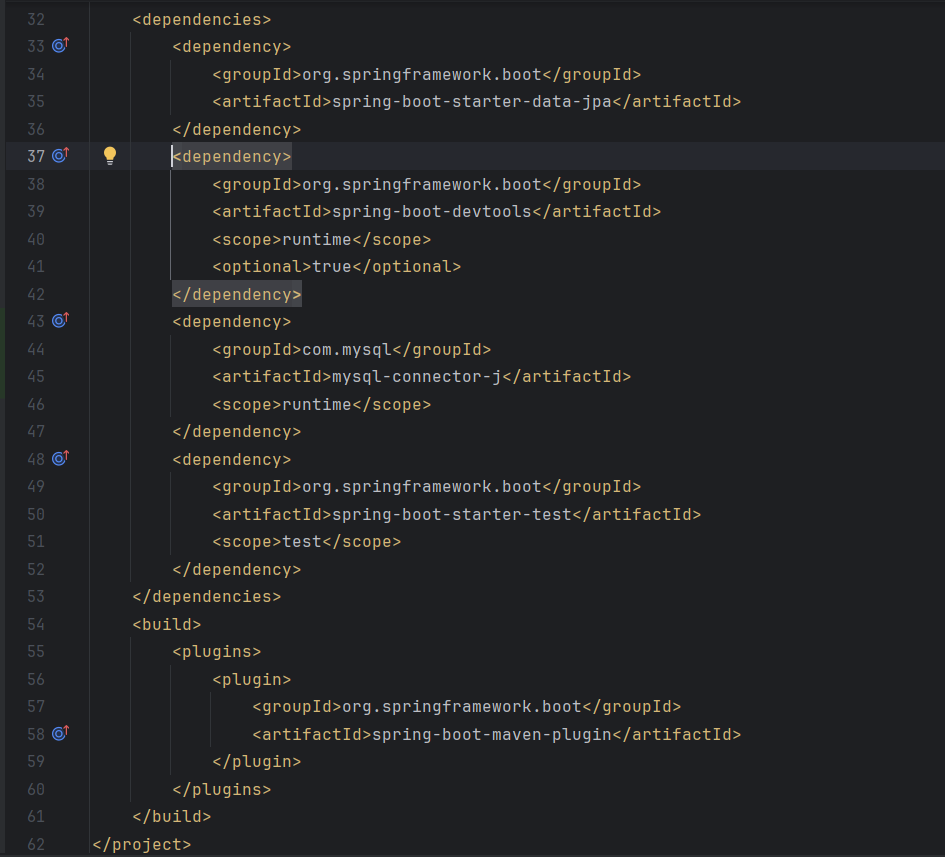 32 <dependencies>
33 <dependency>
34 <groupId>org.springframework.boot</groupId>
35 <artifactId>spring-boot-starter-data-jpa</artifactId>
36 </dependency>
37 <dependency>
38 <groupId>org.springframework.boot</groupId>
39 <artifactId>spring-boot-devtools</artifactId>
40 <scope>runtime</scope>
41 <optional>true</optional>
42 </dependency>
43 <dependency>
44 <groupId>com.mysql</groupId>
45 <artifactId>mysql-connector-j</artifactId>
46 <scope>runtime</scope>
47 </dependency>
48 <dependency>
49 <groupId>org.springframework.boot</groupId>
50 <artifactId>spring-boot-starter-test</artifactId>
51 <scope>test</scope>
52 </dependency>
53 </dependencies>
54 <build>
55 <plugins>
56 <plugin>
57 <groupId>org.springframework.boot</groupId>
58 <artifactId>spring-boot-maven-plugin</artifactId>
59 </plugin>
60 </plugins>
61 </build>
62 </project>